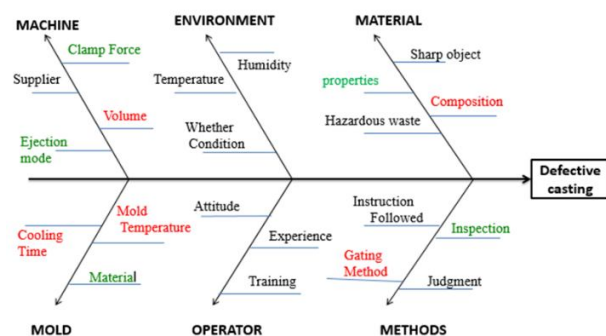 MACHINE
ENVIRONMENT
MATERIAL
Clamp Force
Supplier
Volume
Ejection
mode
Humidity
Temperature
Whether
Condition
Sharp object
properties
Composition
Hazardous waste
Defective
casting
Cooling
Time
Mold
Temperature
Material
Attitude
Experience
Training
Instruction
Followed
Inspection
Gating
Method
Judgment
MOLD
OPERATOR
METHODS